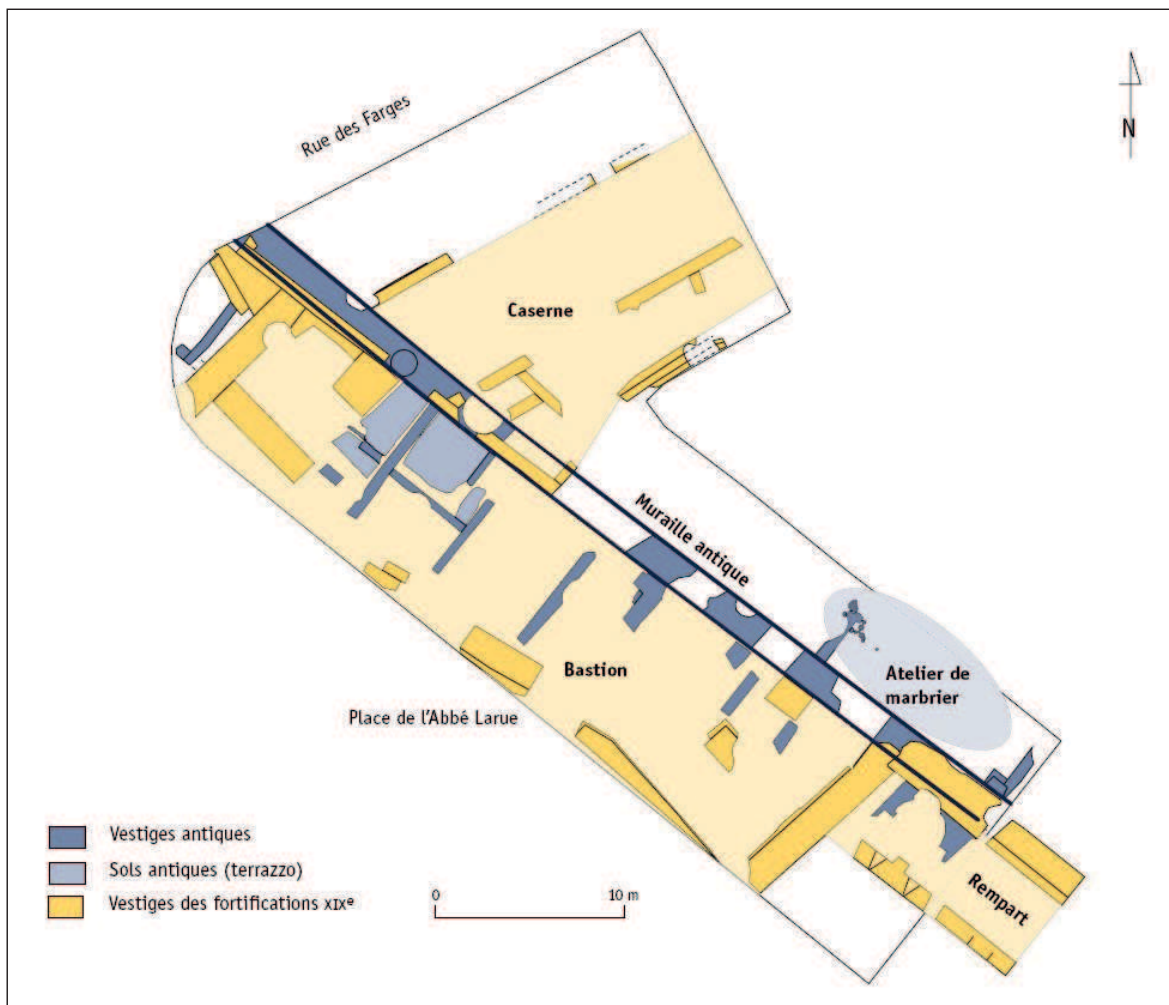 Rue des Farges
N
Caserne
Muraille antique
Atelier de
marbrier
Bastion
Place de l'Abbé Larue
Vestiges antiques
Sols antiques (terrazzo)
Vestiges des fortifications XIXᵉ
0 10 m
Rempart